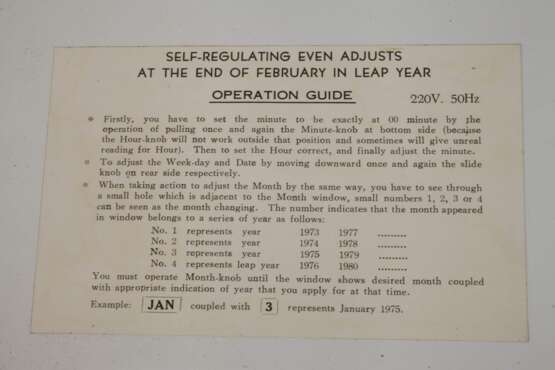 SELF-REGULATING EVEN ADJUSTS
AT THE END OF FEBRUARY IN LEAP YEAR
OPERATION GUIDE 220V. 50Hz
Firstly, you have to set the minute to be exactly at 00 minute by the
operation of pulling once and again the Minute-knob at bottom side (because
the Hour-knob will not work outside that position and sometimes will give unreal
reading for Hour). Then to set the Hour correct, and finally adjust the minute.
To adjust the Week-day and Date by moving downward once and again the slide
knob on rear side respectively.
When taking action to adjust the Month by the same way, you have to see through
a small hole which is adjacent to the Month window, small numbers 1, 2, 3 or 4
can be seen as the month changing. The number indicates that the month appeared
in window belongs to a series of year as follows:
No. 1 represents year 1973 1977 .........
No. 2 represents year 1974 1978 .........
No. 3 represents year 1975 1979 .........
No. 4 represents leap year 1976 1980 .........
You must operate Month-knob until the window shows desired month coupled
with appropriate indication of year that you apply for at that time.
Example: JAN coupled with 3 represents January 1975.